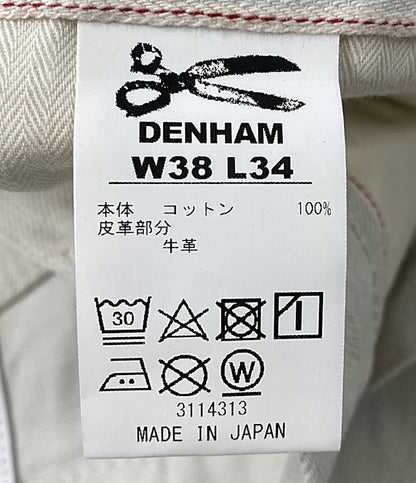 DENHAM
W38 L34
本体 コットン 100%
皮革部分
牛革
30
W
3114313
MADE IN JAPAN